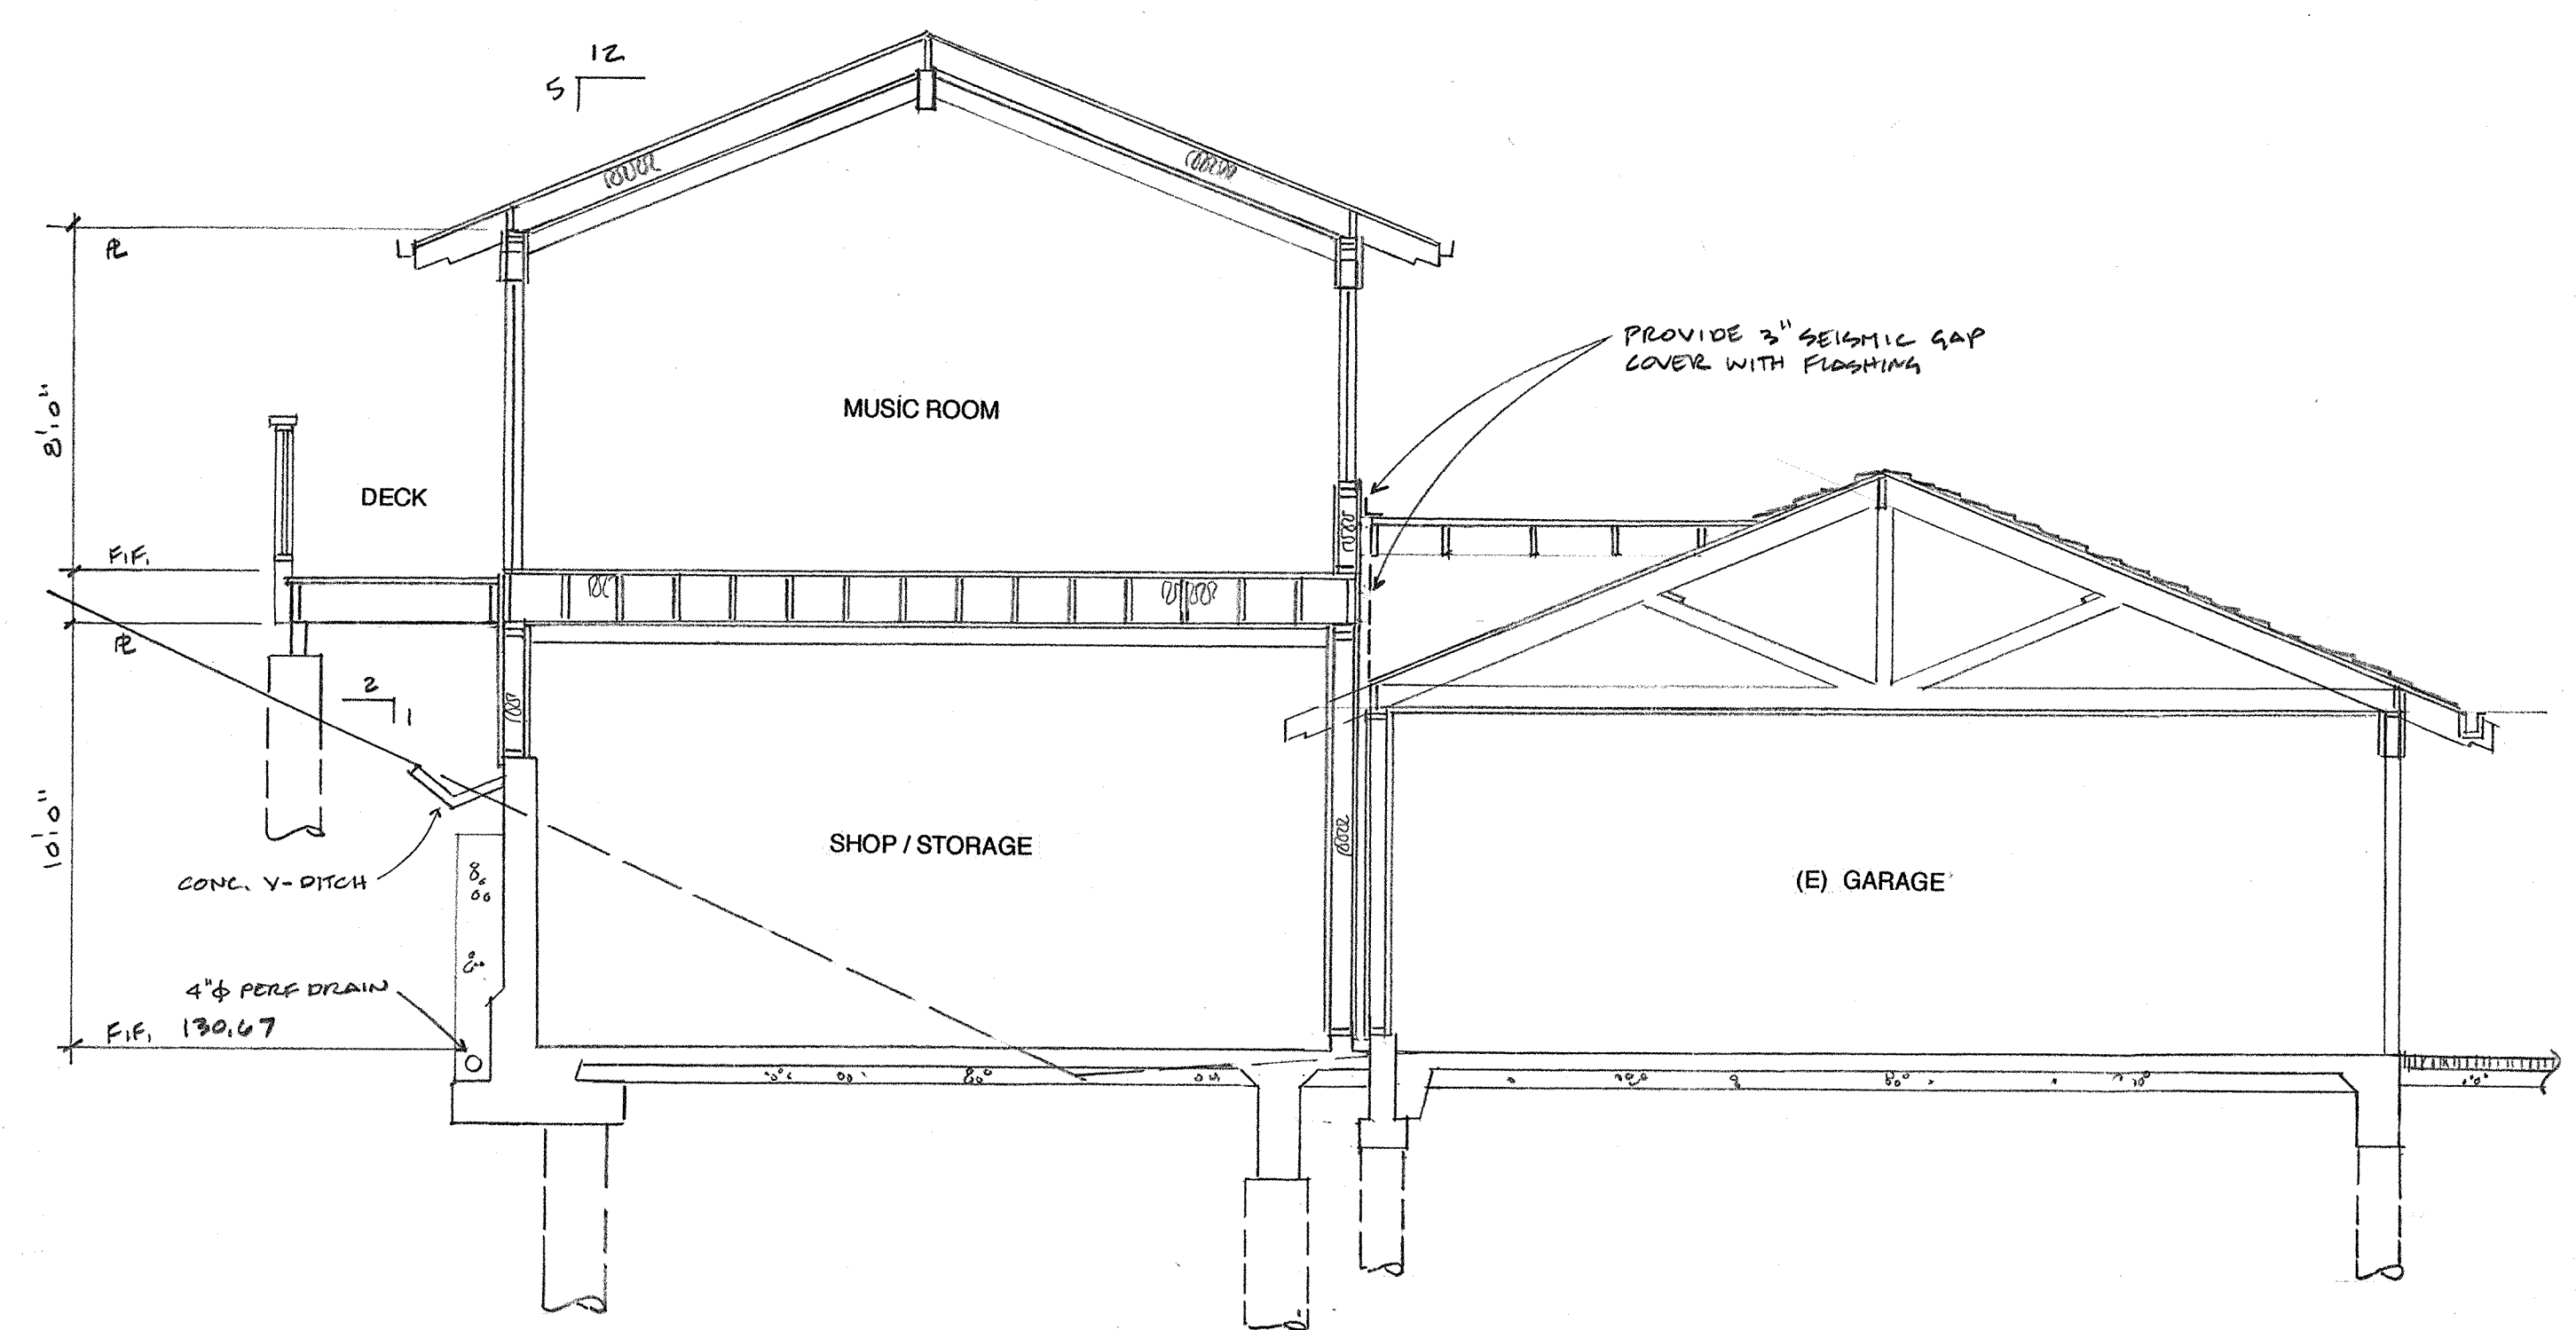 12
5
PL
MUSIC ROOM
PROVIDE 3" SEISMIC GAP
COVER WITH FLASHING
8'.0"
DECK
F.F.
PL
2
1
10'.0"
SHOP / STORAGE
CONC. V-DITCH
(E) GARAGE
4"ϕ PERF DRAIN
F.F. 130.67